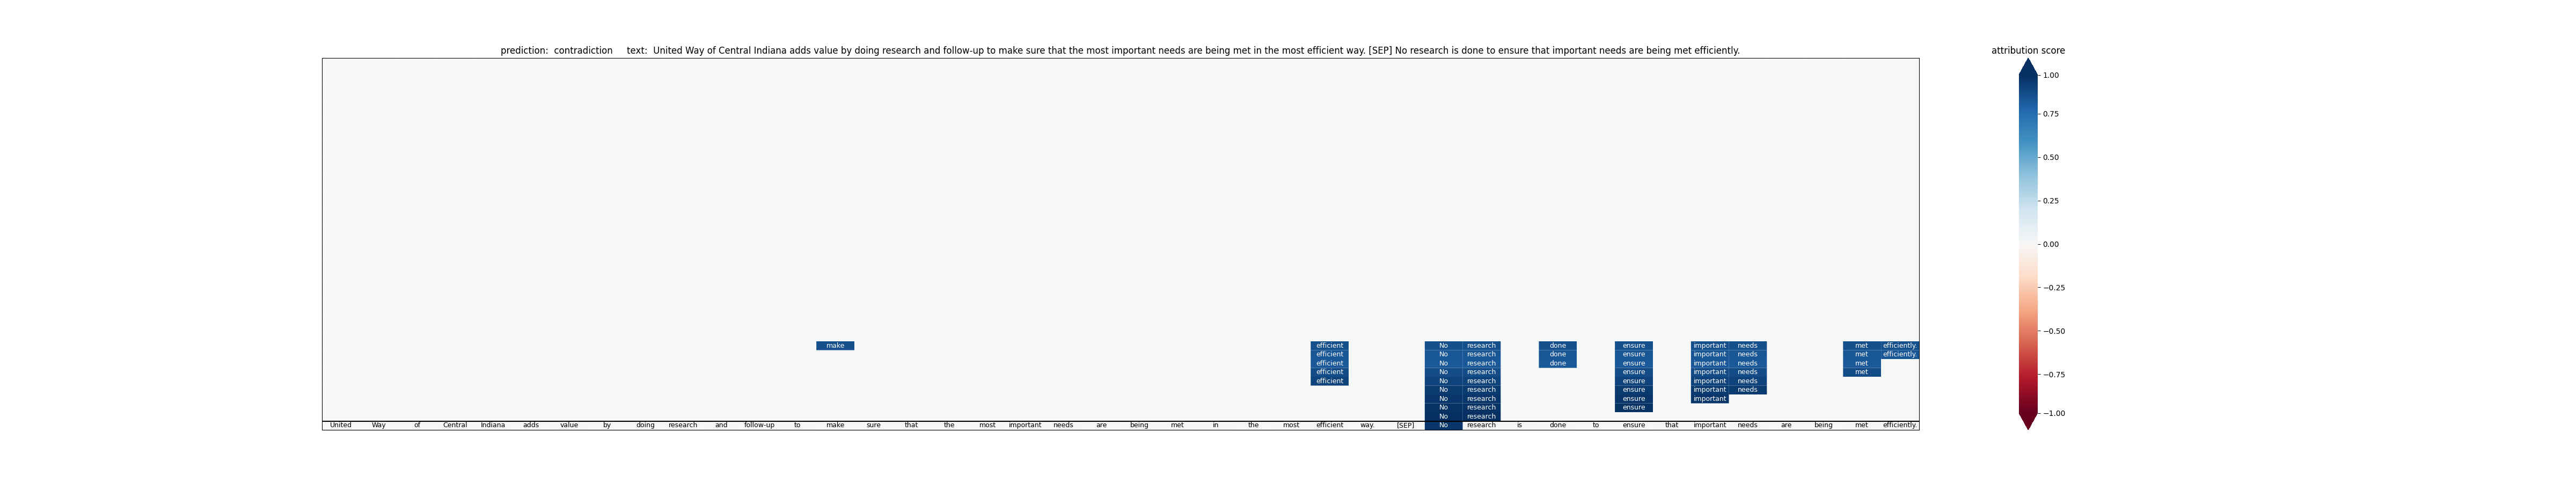 prediction:  contradiction     text:  United Way of Central Indiana adds value by doing research and follow-up to make sure that the most important needs are being met in the most efficient way. [SEP] No research is done to ensure that important needs are being met efficiently.
attribution score
1.00
0.75
0.50
0.25
0.00
−0.25
−0.50
−0.75
−1.00
make efficient No research done ensure important needs met efficiently.
efficient No research done ensure important needs met efficiently.
efficient No research done ensure important needs met
efficient No research ensure important needs met
efficient No research ensure important needs
No research ensure important needs
No research ensure important
No research ensure
No research
United Way of Central Indiana adds value by doing research and follow-up to make sure that the most important needs are being met in the most efficient way. [SEP] No research is done to ensure that important needs are being met efficiently.